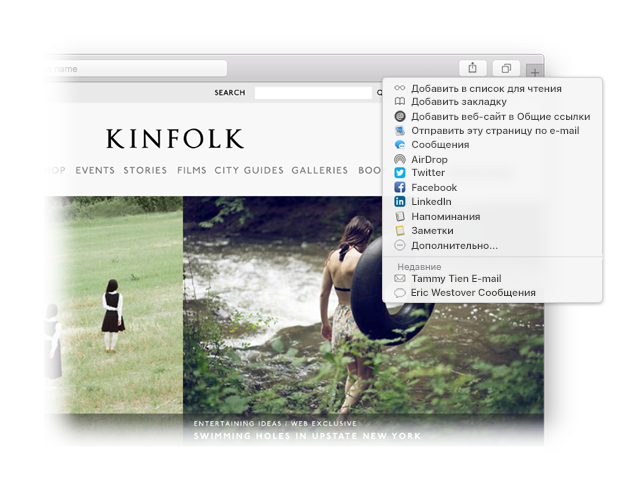 name
SEARCH
KINFOLK
EVENTS STORIES FILMS CITY GUIDES GALLERIES
Добавить в список для чтения
Добавить закладку
Добавить веб-сайт в Общие ссылки
Отправить эту страницу по e-mail
Сообщения
AirDrop
Twitter
Facebook
LinkedIn
Напоминания
Заметки
Дополнительно...
Недавние
Tammy Tien E-mail
Eric Westover Сообщения
ENTERTAINING IDEAS / WEB EXCLUSIVE
SWIMMING HOLES IN UPSTATE NEW YORK